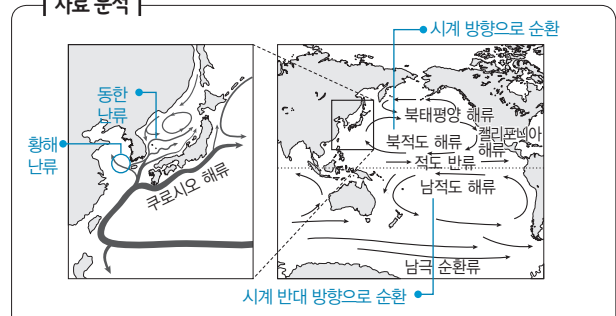 자료 분석
시계 방향으로 순환
동한
난류
황해
난류
쿠로시오 해류
북태평양 해류
북적도 해류
캘리포니아
해류
적도 반류
남적도 해류
남극 순환류
시계 반대 방향으로 순환